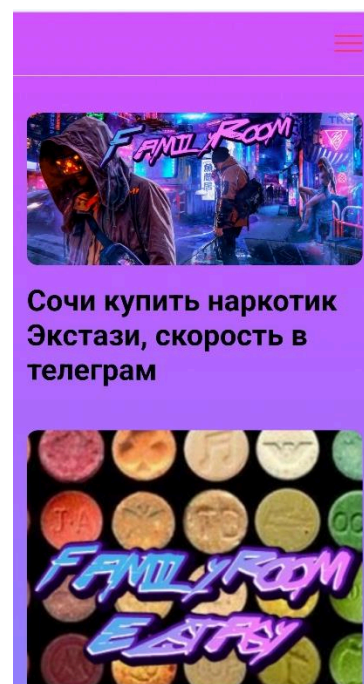 FAMILYROOM
Сочи купить наркотик
Экстази, скорость в
телеграм
FAMILYROOM
ECSTASY